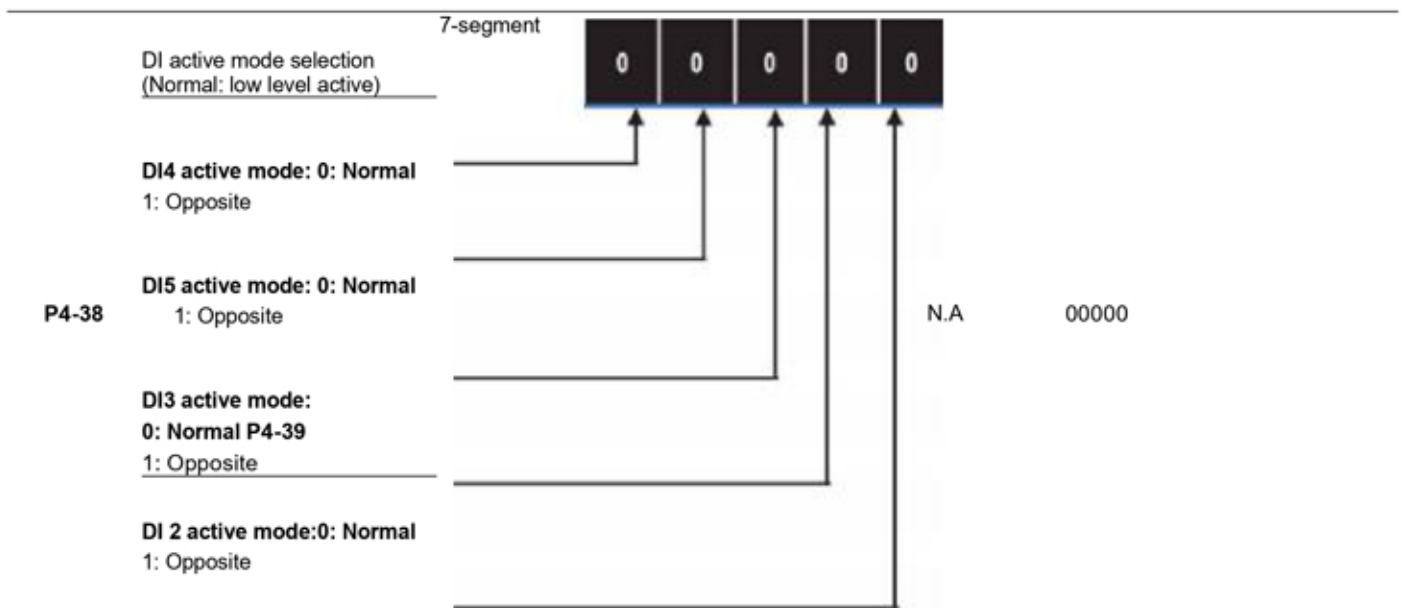 7-segment
DI active mode selection
(Normal: low level active)
0 0 0 0 0
DI4 active mode: 0: Normal
1: Opposite
DI5 active mode: 0: Normal
P4-38 1: Opposite N.A 00000
DI3 active mode:
0: Normal P4-39
1: Opposite
DI 2 active mode:0: Normal
1: Opposite